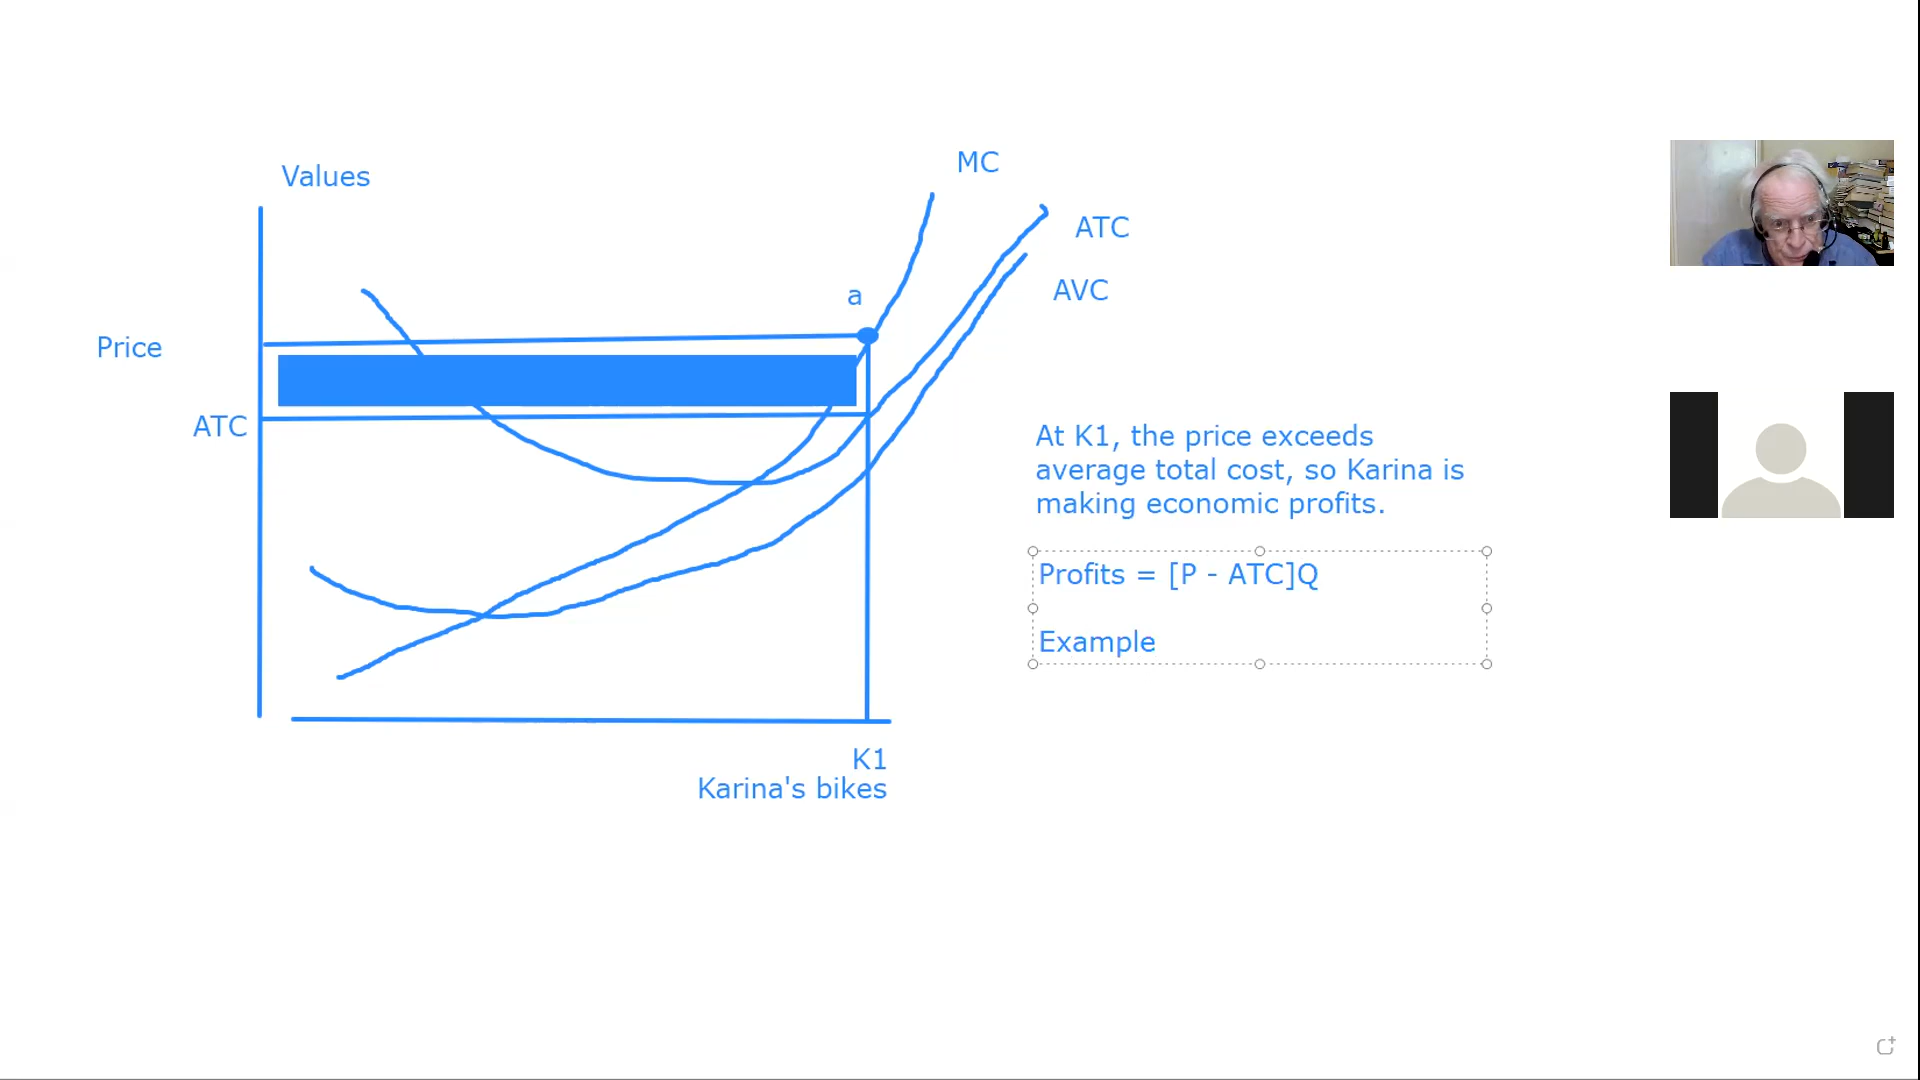 Values
MC
ATC
AVC
a
Price
ATC
At K1, the price exceeds
average total cost, so Karina is
making economic profits.
Profits = [P - ATC]Q
Example
K1
Karina's bikes